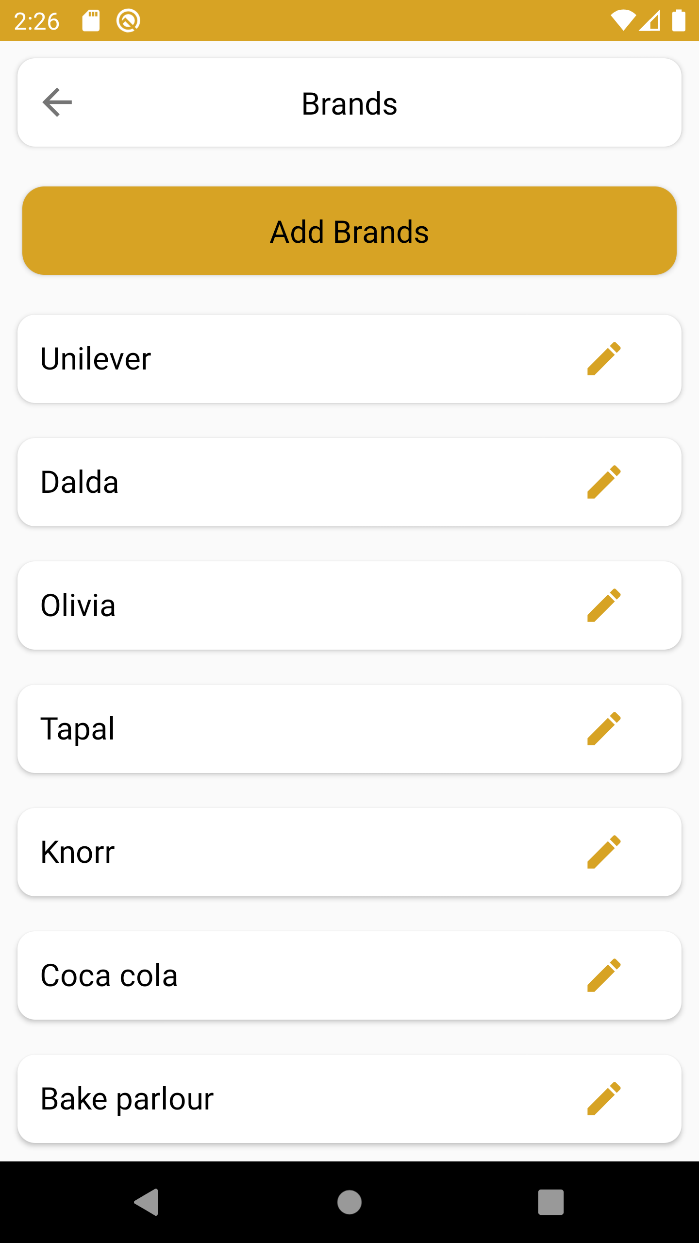 2:26
Brands
Add Brands
Unilever
Dalda
Olivia
Tapal
Knorr
Coca cola
Bake parlour